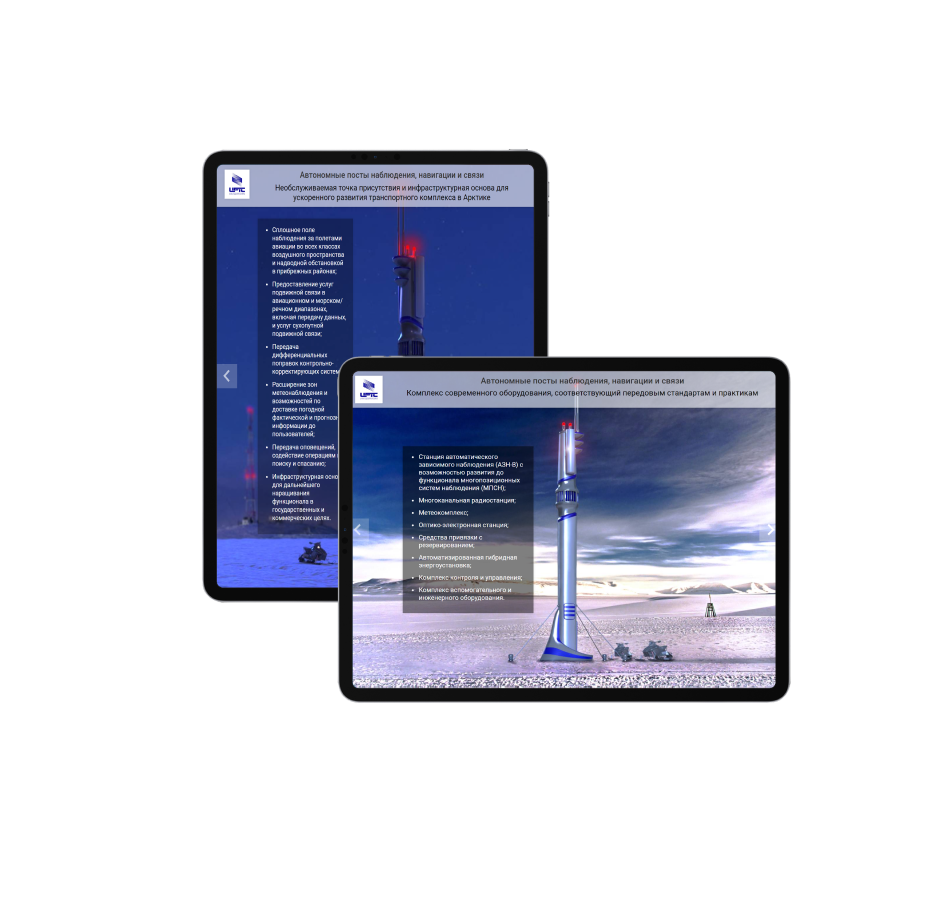 Автономные посты наблюдения, навигации и связи
UPTC
Необслуживаемая точка присутствия и инфраструктурная основа для
ускоренного развития транспортного комплекса в Арктике
• Сплошное поле
наблюдения за полетами
авиации во всех классах
воздушного пространства
и надводной обстановкой
в прибрежных районах;
• Предоставление услуг
подвижной связи в
авиационном и морском/
речном диапазонах,
включая передачу данных,
и услуг сухопутной
подвижной связи;
• Передача
дифференциальных
поправок контрольно-
корректирующих систем
• Расширение зон
метеонаблюдения и
возможностей по
доставке погодной
фактической и прогноз
информации до
пользователей;
• Передача оповещений,
содействие операциям
поиску и спасанию;
• Инфраструктурная осно
для дальнейшего
наращивания
функционала в
государственных и
коммерческих целях.
Автономные посты наблюдения, навигации и связи
UPTC
Комплекс современного оборудования, соответствующий передовым стандартам и практикам
• Станция автоматического
зависимого наблюдения (АЗН-В) с
возможностью развития до
функционала многопозиционных
систем наблюдения (МПСН);
• Многоканальная радиостанция;
• Метеокомплекс;
• Оптико-электронная станция;
• Средства привязки с
резервированием;
• Автоматизированная гибридная
энергоустановка;
• Комплекс контроля и управления;
• Комплекс вспомогательного и
инженерного оборудования.